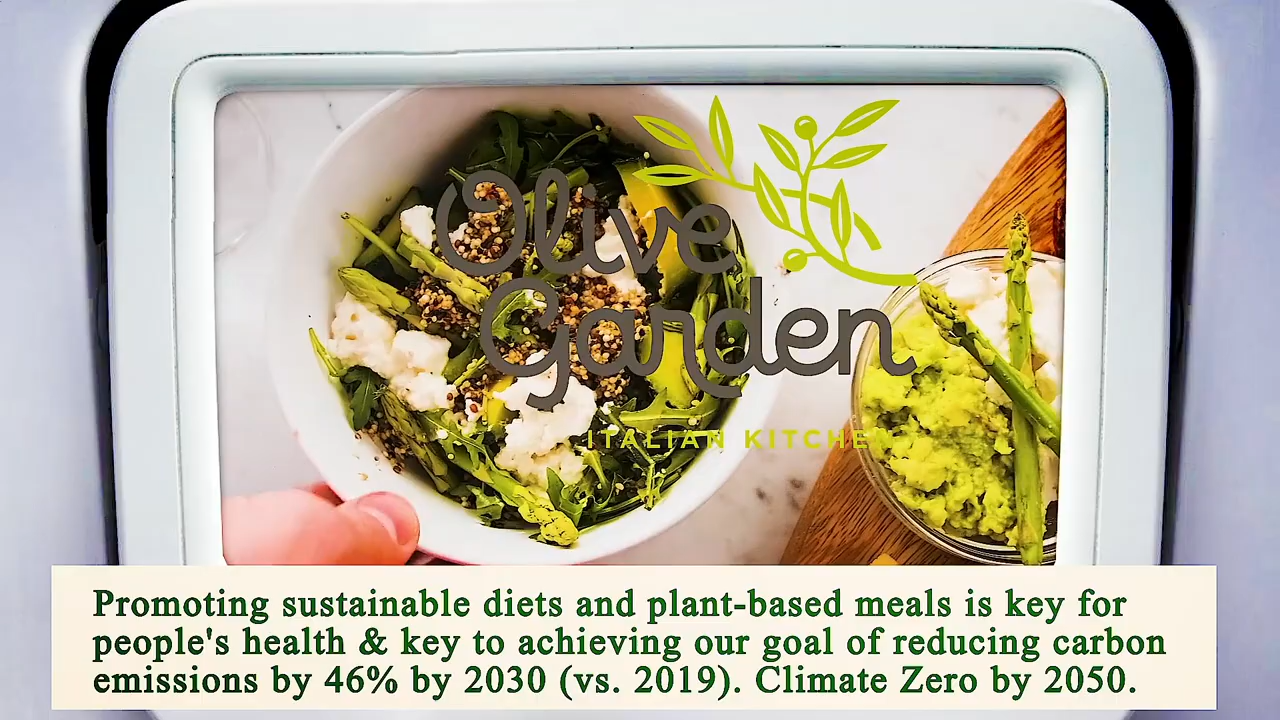 Olive
Garden
ITALIAN KITCHEN
Promoting sustainable diets and plant-based meals is key for
people's health & key to achieving our goal of reducing carbon
emissions by 46% by 2030 (vs. 2019). Climate Zero by 2050.